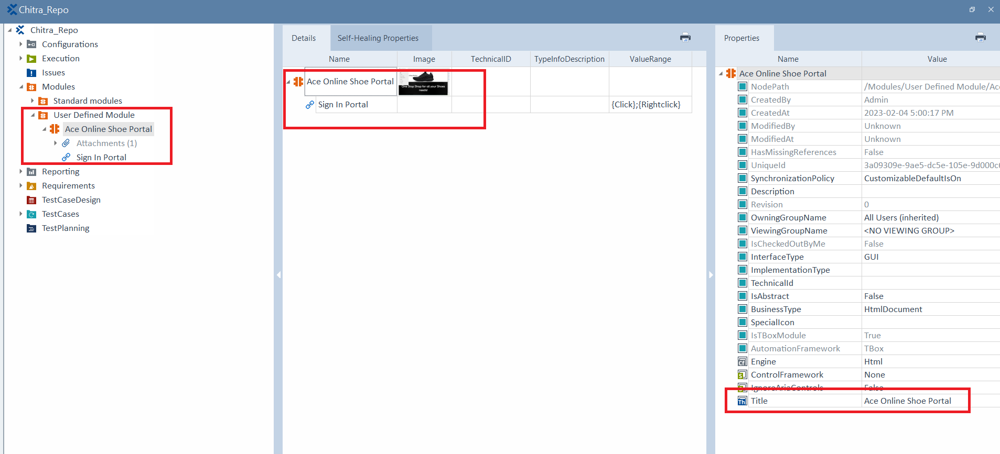 Chitra_Repo
Chitra_Repo
Configurations
Execution
Issues
Modules
Standard modules
User Defined Module
Ace Online Shoe Portal
Attachments (1)
Sign In Portal
Reporting
Requirements
TestCaseDesign
TestCases
TestPlanning
Details Self-Healing Properties
Name Image TechnicalID TypeInfoDescription ValueRange
Ace Online Shoe Portal
One Stop Shop for all your Shoes
needs!
Sign In Portal {Click};{Rightclick}
Properties
Name Value
Ace Online Shoe Portal
NodePath /Modules/User Defined Module/Ac
CreatedBy Admin
CreatedAt 2023-02-04 5:00:17 PM
ModifiedBy Unknown
ModifiedAt Unknown
HasMissingReferences False
UniqueId 3a09309e-9ae5-dc5e-105e-9d000c
SynchronizationPolicy CustomizableDefaultIsOn
Description
Revision 0
OwningGroupName All Users (inherited)
ViewingGroupName <NO VIEWING GROUP>
IsCheckedOutByMe False
InterfaceType GUI
ImplementationType
TechnicalId
IsAbstract False
BusinessType HtmlDocument
SpecialIcon
IsTBoxModule True
AutomationFramework TBox
Cf Engine Html
S ControlFramework None
S IgnoreAriaControls False
Th Title Ace Online Shoe Portal